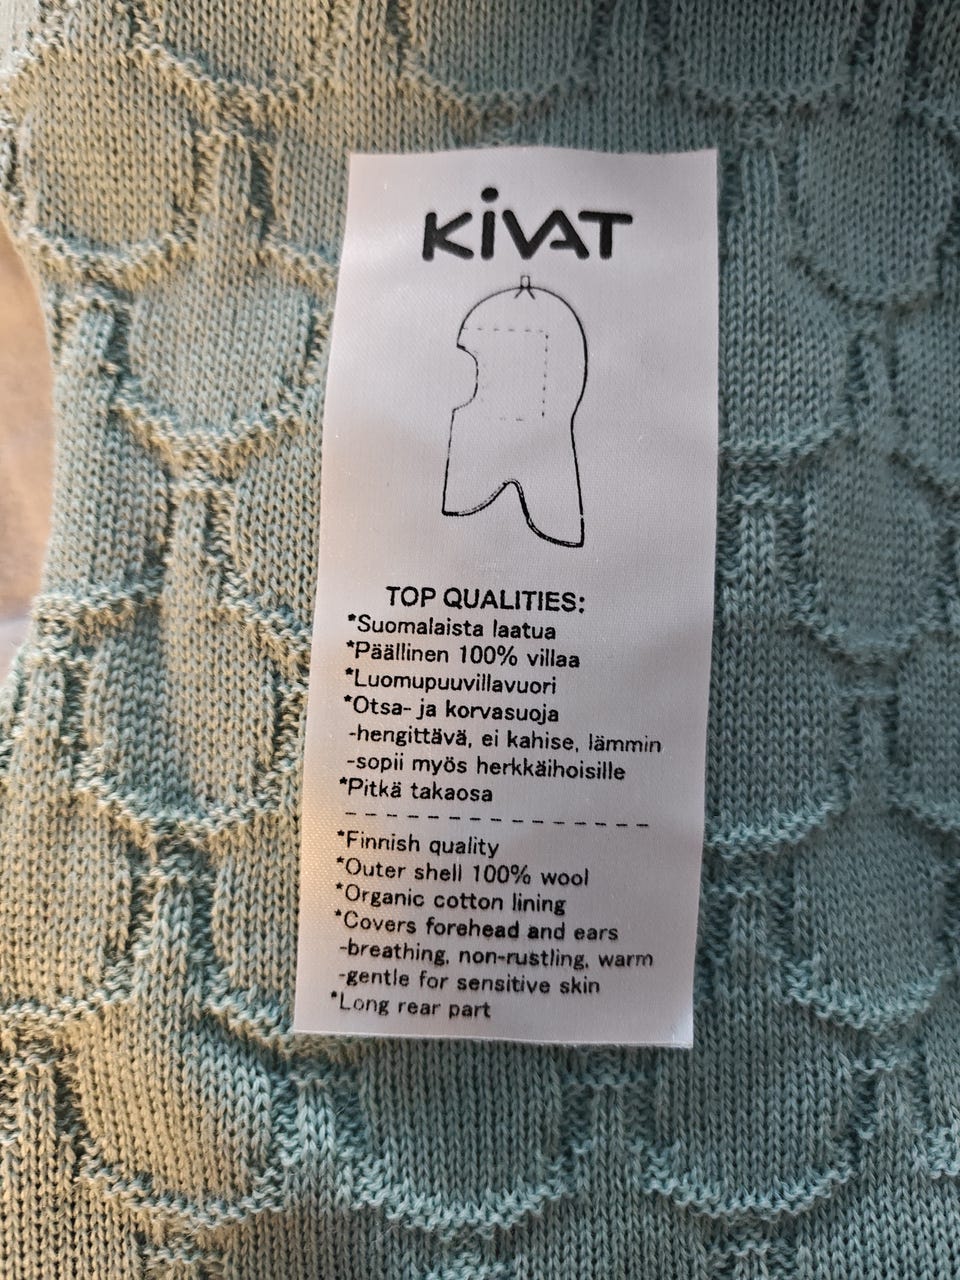 KiVAT
TOP QUALITIES:
*Suomalaista laatua
*Päällinen 100% villaa
*Luomupuuvillavuori
*Otsa- ja korvasuoja
-hengittävä, ei kahise, lämmin
-sopii myös herkkäihoisille
*Pitkä takaosa
*Finnish quality
*Outer shell 100% wool
*Organic cotton lining
*Covers forehead and ears
-breathing, non-rustling, warm
-gentle for sensitive skin
*Long rear part